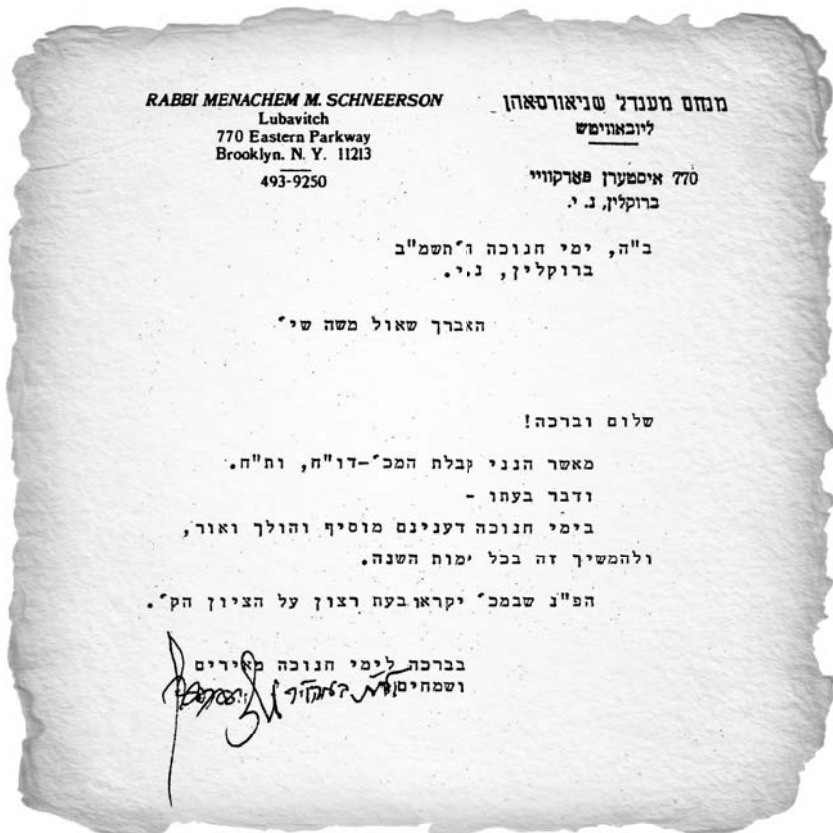 RABBI MENACHEM M. SCHNEERSON
Lubavitch
770 Eastern Parkway
Brooklyn. N. Y. 11213
493-9250
מנחם מענדל שניאורסאהן
ליובאוויטש
770 איסטערן פארקווי
ברוקלין, נ. י.
ב"ה, ימי חנוכה ה'תשמ"ב
ברוקלין, נ.י.
האברך שאול משה שי'
שלום וברכה!
מאשר הנני קבלת המכ'-דו"ח, ות"ח.
ודבר בעתו -
בימי חנוכה דענינם מוסיף והולך ואור,
ולהמשיך זה בכל ימות השנה.
הפ"נ שבמכ' יקראו בעת רצון על הציון הק'.
בברכה לימי חנוכה מאירים
ושמחים